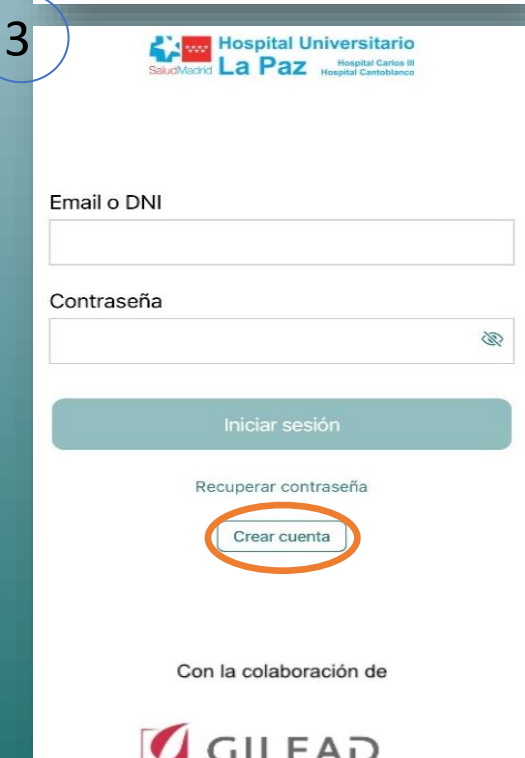 3
Hospital Universitario
La Paz
Hospital Carlos III
Hospital Cantoblanco
SaludMadrid
Email o DNI
Contraseña
Iniciar sesión
Recuperar contraseña
Crear cuenta
Con la colaboración de
GILEAD